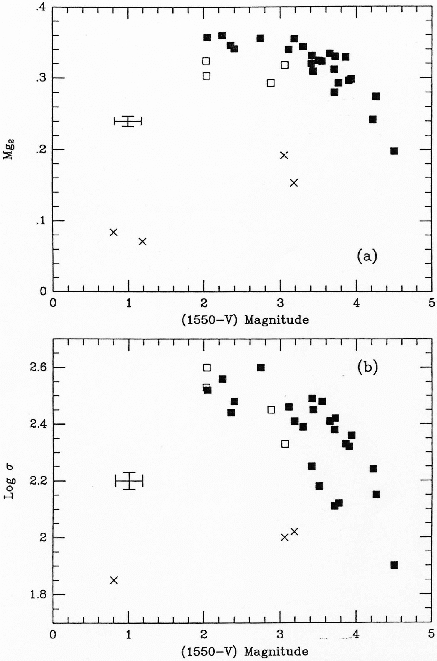 .4
.3
.2
.1
0
Mg₂
(a)
0 1 2 3 4 5
(1550-V) Magnitude
2.6
2.4
2.2
2
1.8
Log σ
(b)
0 1 2 3 4 5
(1550-V) Magnitude